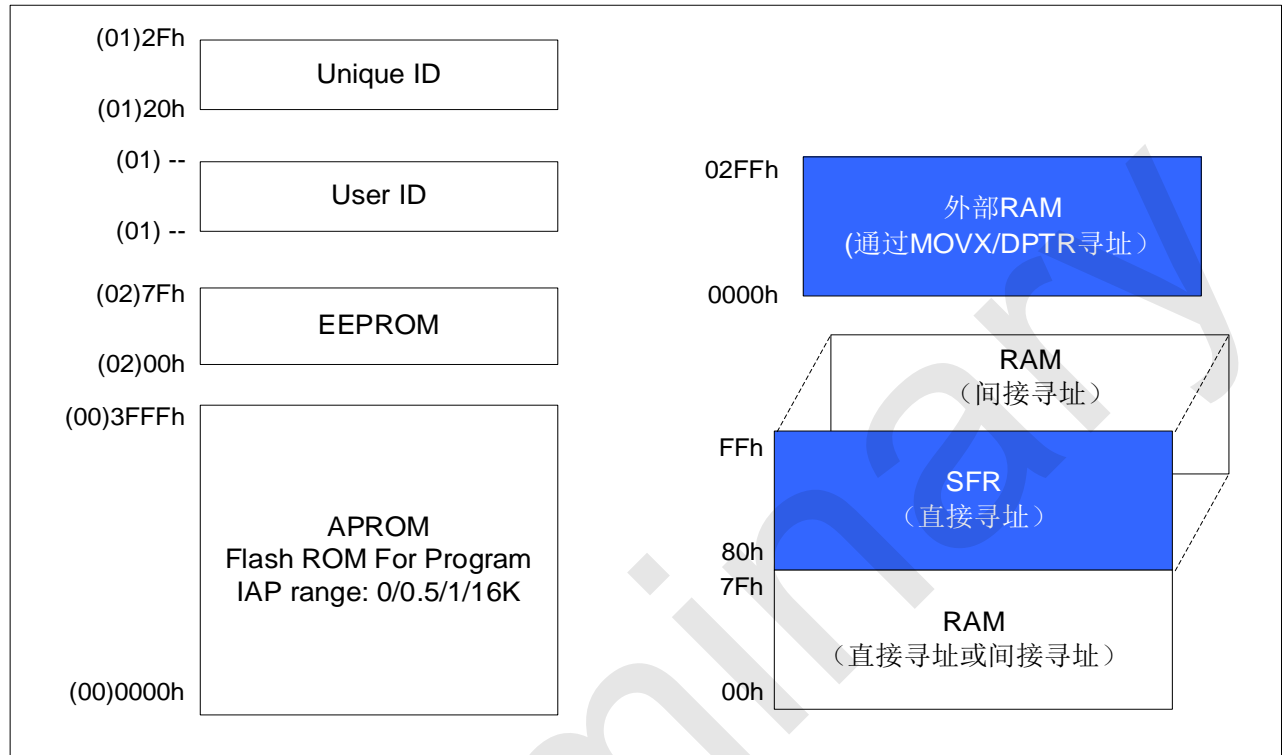 (01)2Fh
Unique ID
(01)20h
(01) --
User ID
(01) --
(02)7Fh
EEPROM
(02)00h
(00)3FFFh
APROM
Flash ROM For Program
IAP range: 0/0.5/1/16K
(00)0000h
02FFh
外部RAM
(通过MOVX/DPTR寻址）
0000h
RAM
（间接寻址）
FFh
SFR
（直接寻址）
80h
7Fh
RAM
（直接寻址或间接寻址）
00h
minary